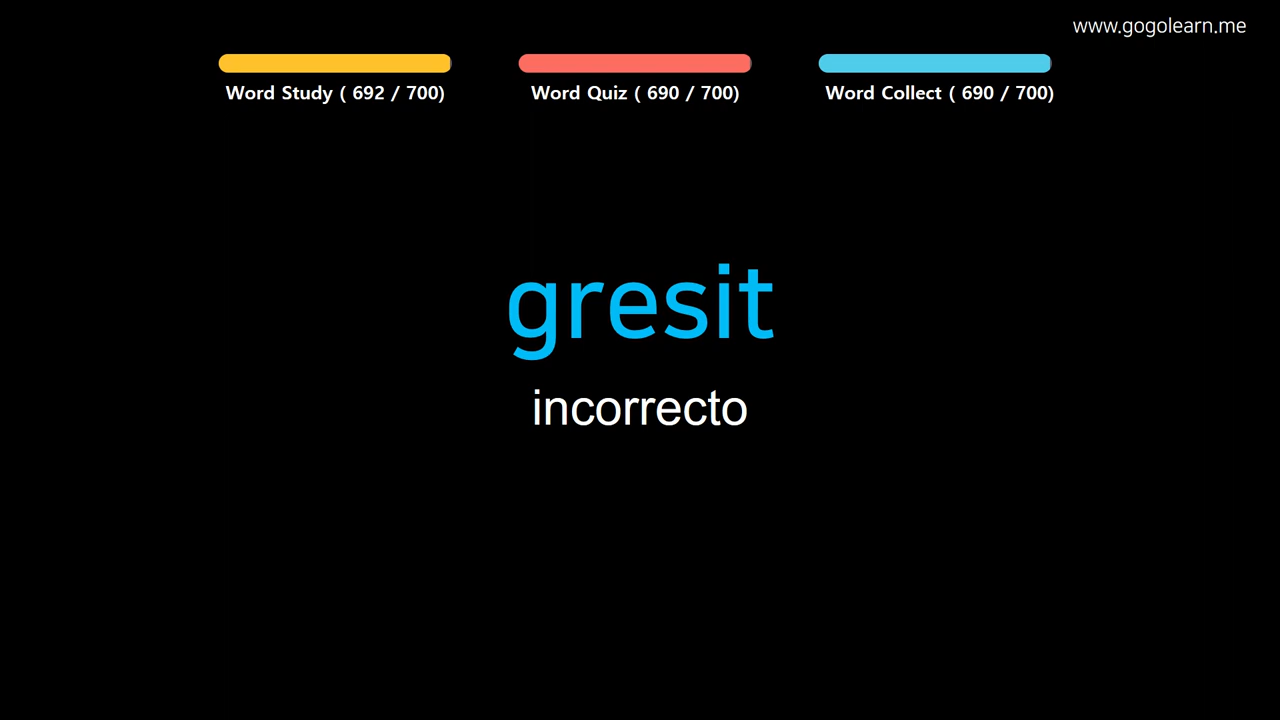 www.gogolearn.me
Word Study ( 692 / 700)
Word Quiz ( 690 / 700)
Word Collect ( 690 / 700)
gresit
incorrecto